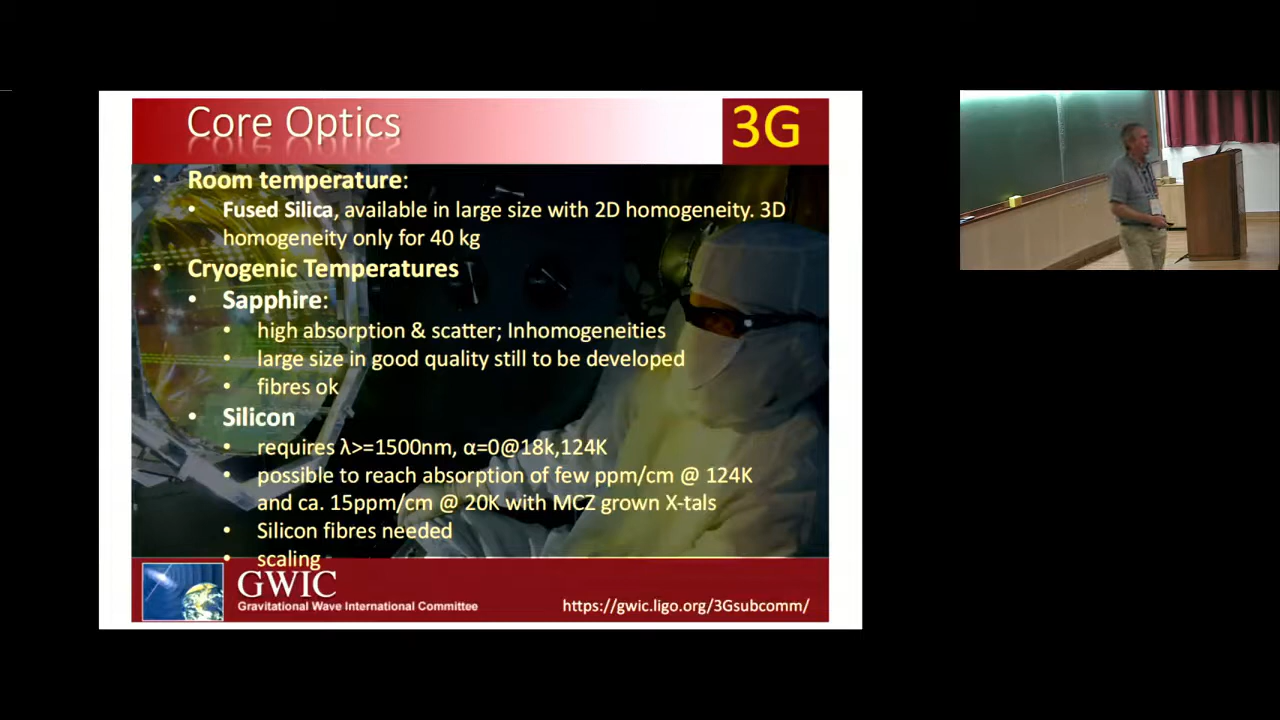 Core Optics
3G
• Room temperature:
• Fused Silica, available in large size with 2D homogeneity. 3D
homogeneity only for 40 kg
• Cryogenic Temperatures
• Sapphire:
• high absorption & scatter; Inhomogeneities
• large size in good quality still to be developed
• fibres ok
• Silicon
• requires λ>=1500nm, α=0@18k,124K
• possible to reach absorption of few ppm/cm @ 124K
and ca. 15ppm/cm @ 20K with MCZ grown X-tals
• Silicon fibres needed
• scaling
GWIC
Gravitational Wave International Committee
https://gwic.ligo.org/3Gsubcomm/